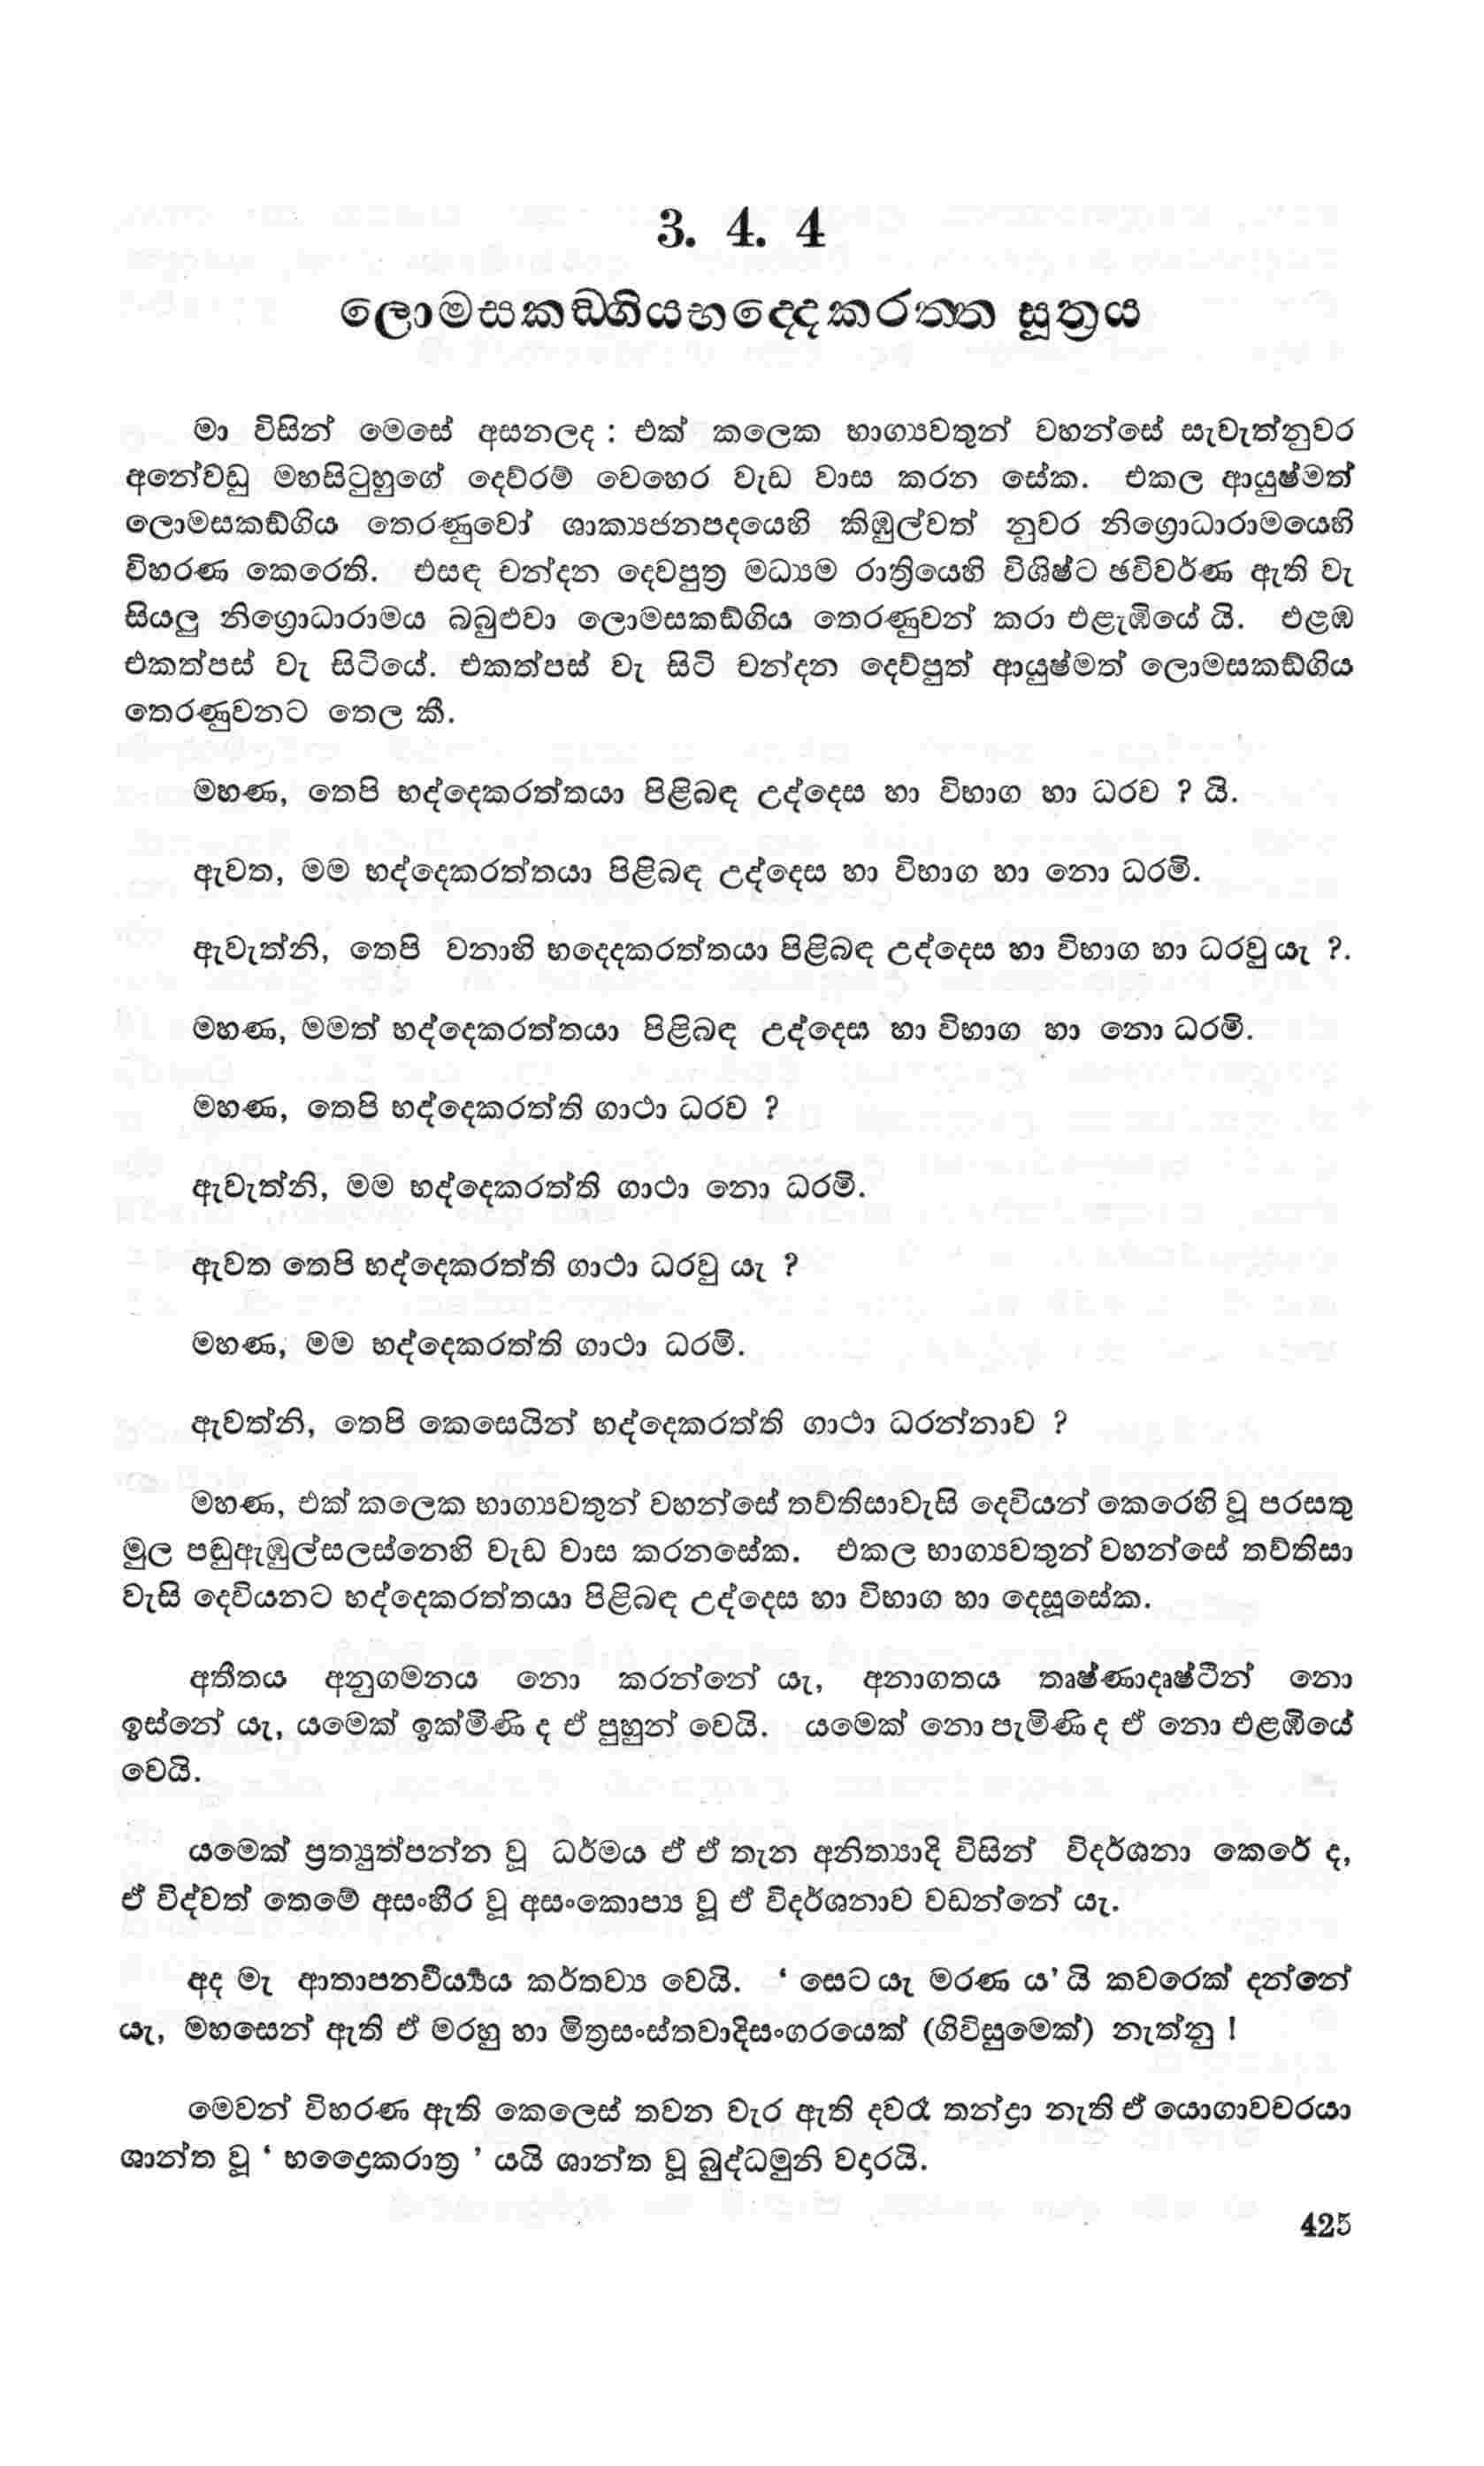 3. 4. 4
ලොමසකඞ්ගියභද්දෙකරත්ත සූත්‍රය
මා විසින් මෙසේ අසනලද : එක් කලෙක භාග්‍යවතුන් වහන්සේ සැවැත්නුවර
අනේවඩු මහසිටුහුගේ දෙව්රම් වෙහෙර වැඩ වාස කරන සේක. එකල ආයුෂ්මත්
ලොමසකඞ්ගිය තෙරණුවෝ ශාක්‍යජනපදයෙහි කිඹුල්වත් නුවර නිග්‍රොධාරාමයෙහි
විහරණ කෙරෙති. එසඳ චන්දන දෙවපුත්‍ර මධ්‍යම රාත්‍රියෙහි විශිෂ්ට ඡවිවර්ණ ඇති වැ
සියලු නිග්‍රොධාරාමය බබුළුවා ලොමසකඞ්ගිය තෙරණුවන් කරා එළැඹියේ යි. එළඹ
එකත්පස් වැ සිටියේ. එකත්පස් වැ සිටි චන්දන දෙව්පුත් ආයුෂ්මත් ලොමසකඞ්ගිය
තෙරණුවනට තෙල කී.
මහණ, තෙපි භද්දෙකරත්තයා පිළිබඳ උද්දෙස හා විභාග හා ධරව ? යි.
ඇවත, මම භද්දෙකරත්තයා පිළිබඳ උද්දෙස හා විභාග හා නො ධරමි.
ඇවැත්නි, තෙපි වනාහි භදෙදකරත්තයා පිළිබඳ උද්දෙස හා විභාග හා ධරවු යැ ?.
මහණ, මමත් භද්දෙකරත්තයා පිළිබඳ උද්දෙස හා විභාග හා නො ධරමි.
මහණ, තෙපි භද්දෙකරත්ති ගාථා ධරව ?
ඇවැත්නි, මම භද්දෙකරත්ති ගාථා නො ධරමි.
ඇවත තෙපි භද්දෙකරත්ති ගාථා ධරවු යැ ?
මහණ, මම භද්දෙකරත්ති ගාථා ධරමි.
ඇවත්නි, තෙපි කෙසෙයින් භද්දෙකරත්ති ගාථා ධරන්නාව ?
මහණ, එක් කලෙක භාග්‍යවතුන් වහන්සේ තව්තිසාවැසි දෙවියන් කෙරෙහි වූ පරසතු
මුල පඬුඇඹුල්සලස්නෙහි වැඩ වාස කරනසේක. එකල භාග්‍යවතුන් වහන්සේ තව්තිසා
වැසි දෙවියනට භද්දෙකරත්තයා පිළිබඳ උද්දෙස හා විභාග හා දෙසූසේක.
අතීතය අනුගමනය නො කරන්නේ යැ, අනාගතය තෘෂ්ණාදෘෂ්ටීන් නො
ඉස්නේ යැ, යමෙක් ඉක්මිණි ද ඒ පුහුන් වෙයි. යමෙක් නො පැමිණි ද ඒ නො එළඹියේ
වෙයි.
යමෙක් ප්‍රත්‍යුත්පන්න වූ ධර්මය ඒ ඒ තැන අනිත්‍යාදි විසින් විදර්ශනා කෙරේ ද,
ඒ විද්වත් තෙමේ අසංහීර වූ අසංකොප්‍ය වූ ඒ විදර්ශනාව වඩන්නේ යැ.
අද මැ ආතාපනවීර්‍ය්‍යය කර්තව්‍ය වෙයි. ‘ සෙට යැ මරණ ය’ යි කවරෙක් දන්නේ
යැ, මහසෙන් ඇති ඒ මරහු හා මිත්‍රසංස්තවාදිසංගරයෙක් (ගිවිසුමෙක්) නැත්නු !
මෙවන් විහරණ ඇති කෙලෙස් තවන වැර ඇති දවරෑ තන්ද්‍රා නැති ඒ යොගාවචරයා
ශාන්ත වූ ‘ භද්‍රෛකරාත්‍ර ’ යයි ශාන්ත වූ බුද්ධමුනි වදාරයි.
425